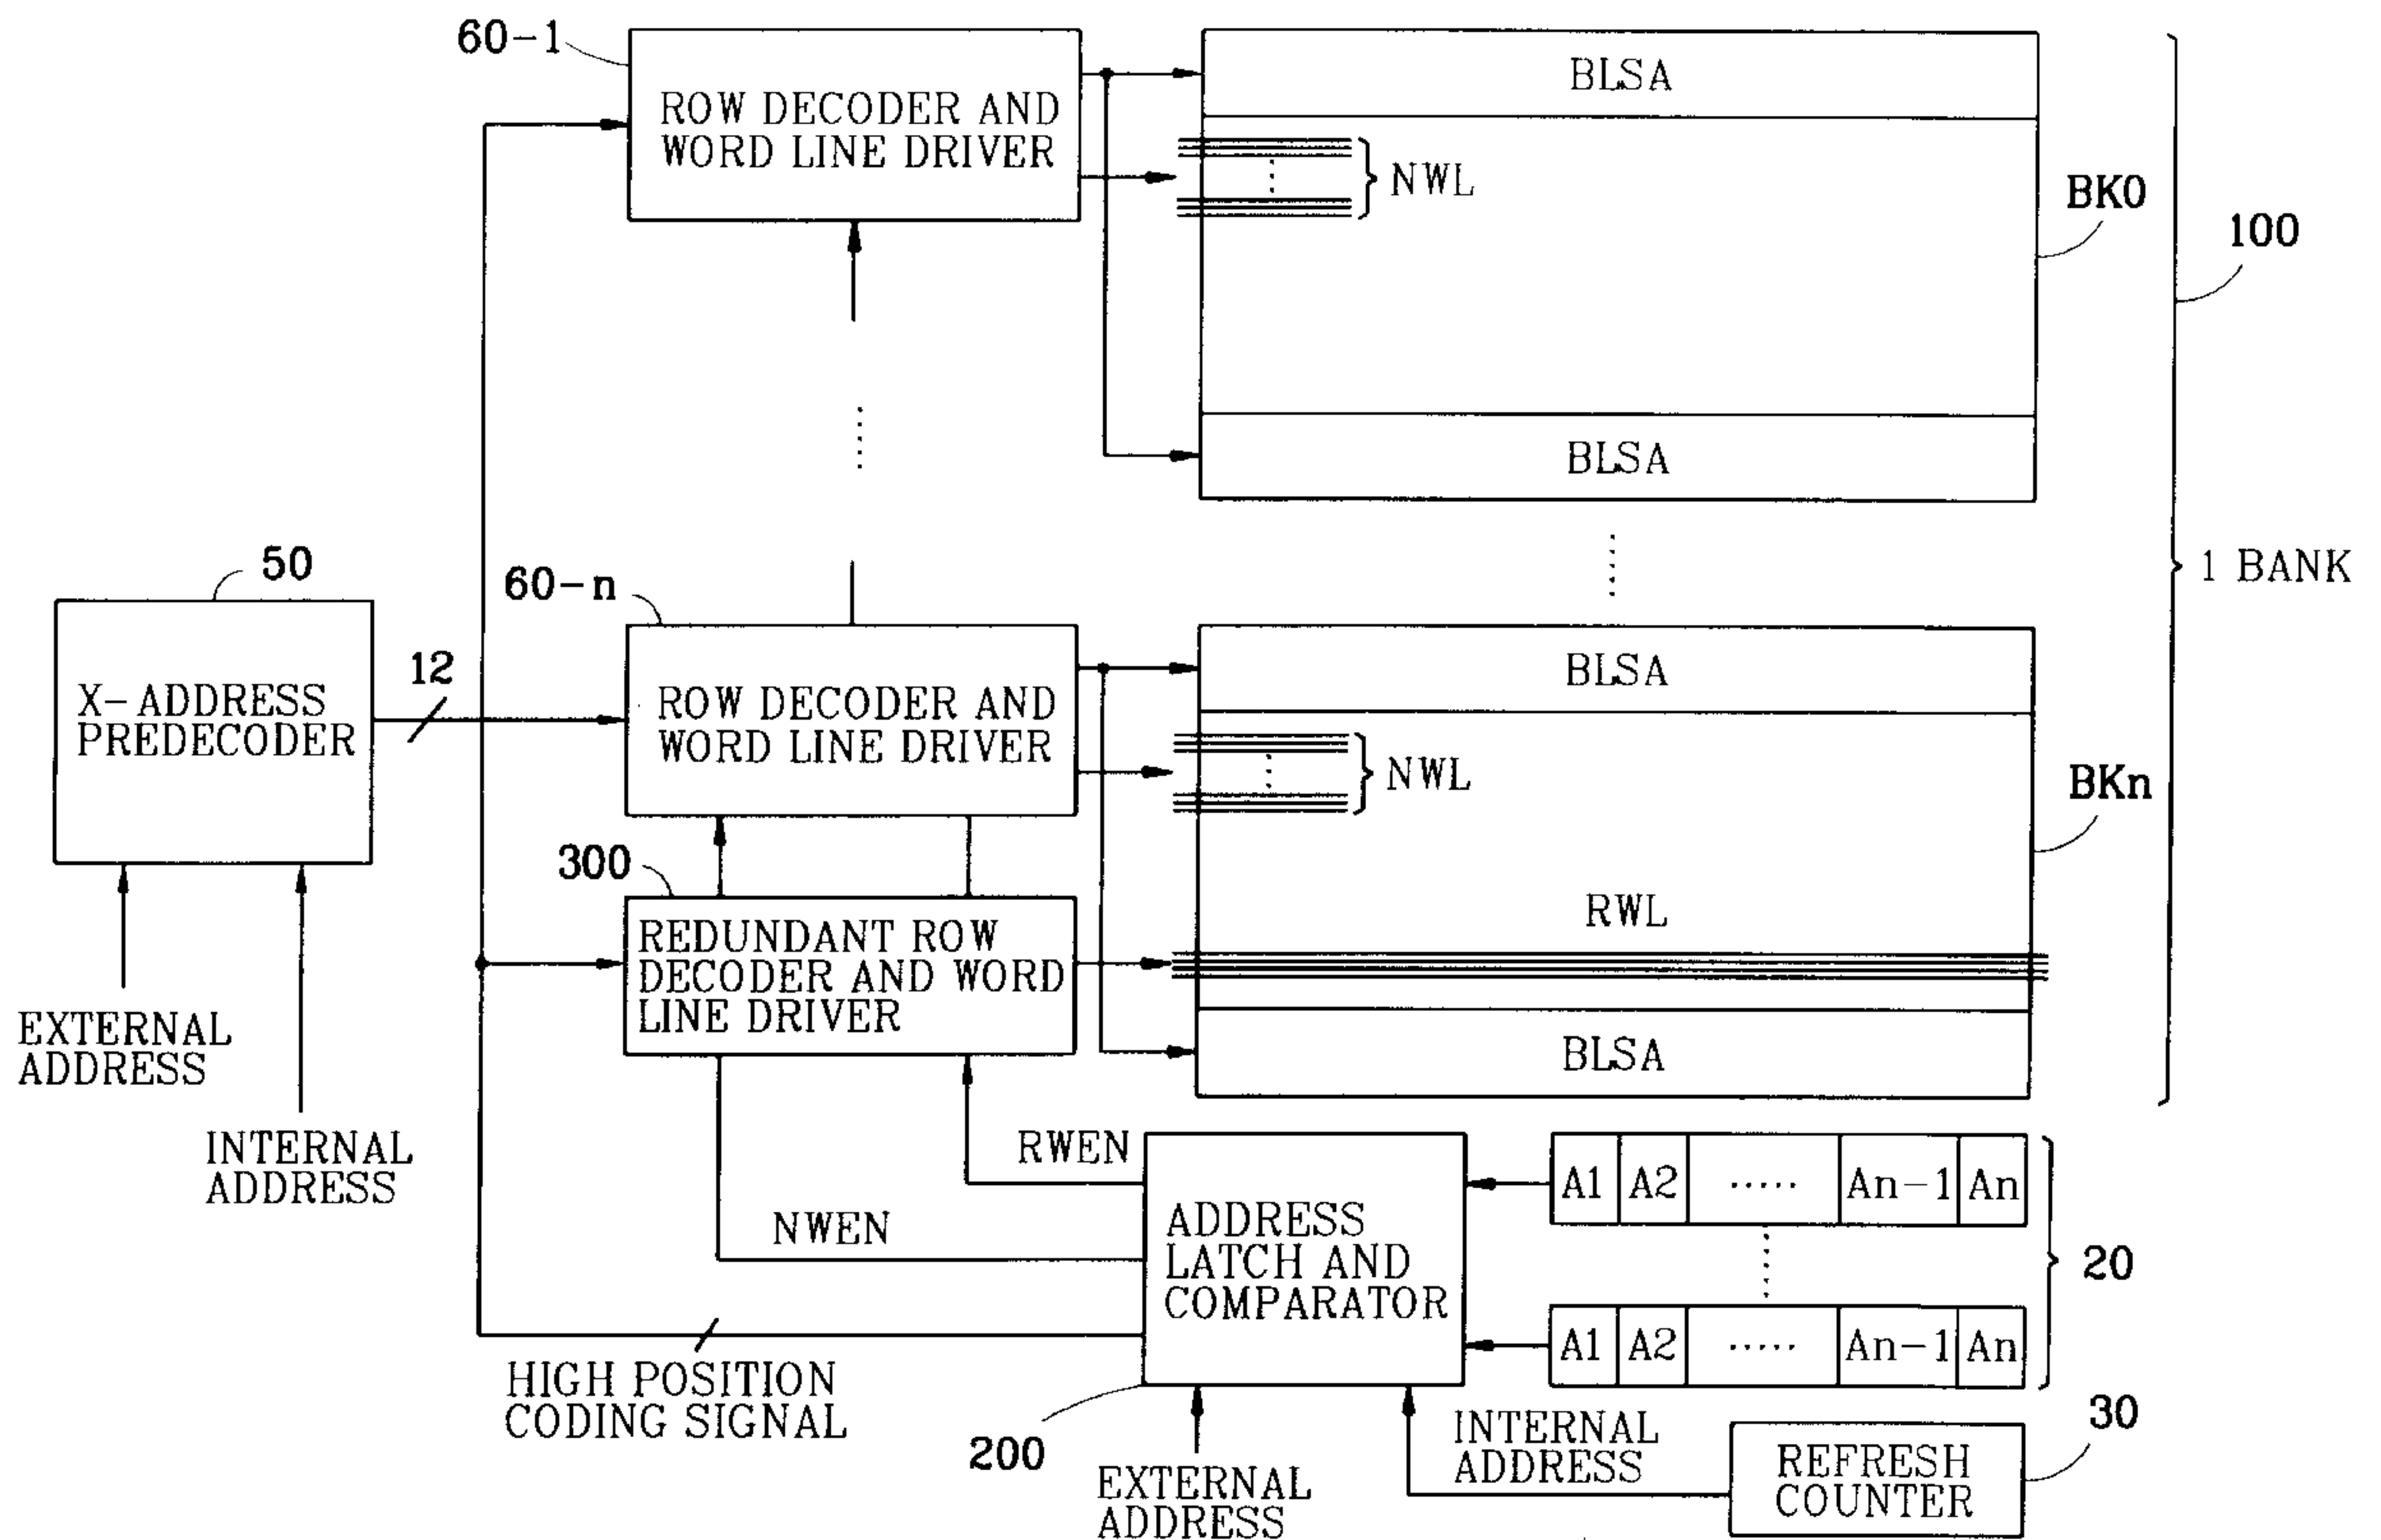 60-1
ROW DECODER AND
WORD LINE DRIVER
BLSA
NWL
BK0
100
BLSA
1 BANK
50
X-ADDRESS
PREDECODER
12
60-n
ROW DECODER AND
WORD LINE DRIVER
BLSA
NWL
BKn
RWL
BLSA
300
REDUNDANT ROW
DECODER AND WORD
LINE DRIVER
EXTERNAL
ADDRESS
INTERNAL
ADDRESS
RWEN
NWEN
HIGH POSITION
CODING SIGNAL
ADDRESS
LATCH AND
COMPARATOR
200
A1 A2 ..... An-1 An
20
A1 A2 ..... An-1 An
EXTERNAL
ADDRESS
INTERNAL
ADDRESS
30
REFRESH
COUNTER